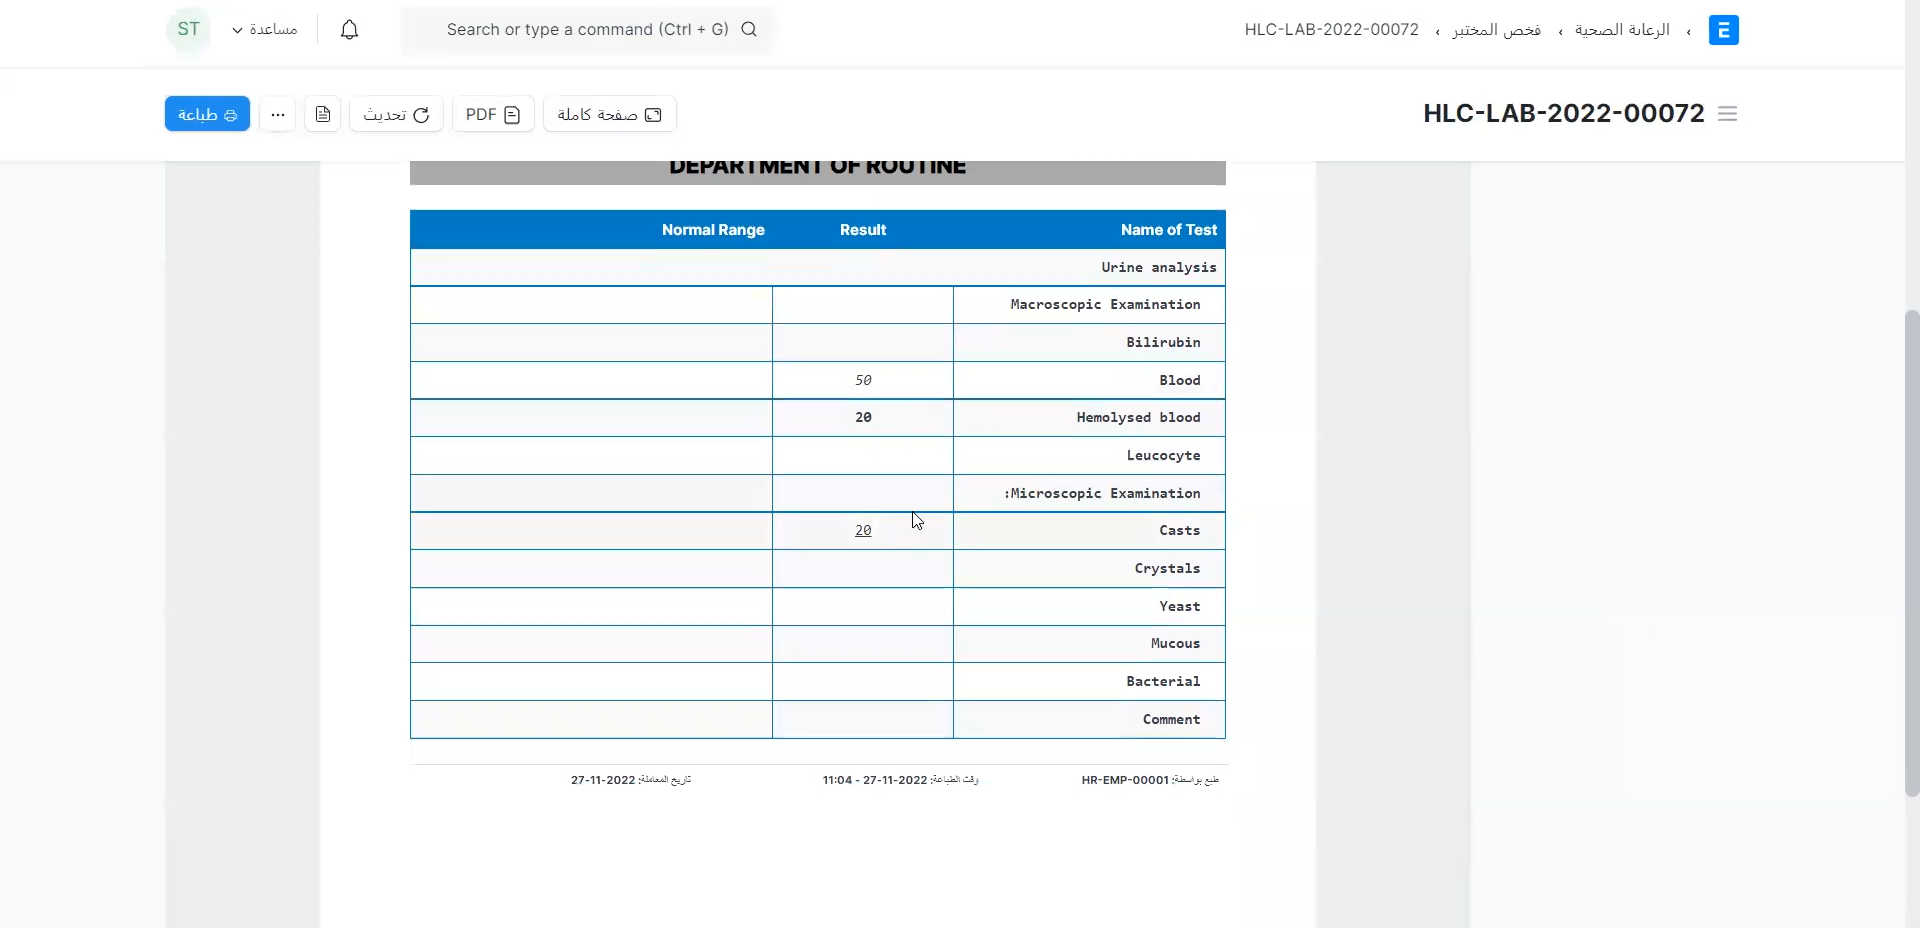 HLC-LAB-2022-00072 ‹ فحص المختبر ‹ الرعاية الصحية ‹ Search or type a command (Ctrl + G) مساعدة ST
HLC-LAB-2022-00072 صفحة كاملة PDF تحديث ... طباعة
DEPARTMENT OF ROUTINE
Name of Test Result Normal Range
Urine analysis
Macroscopic Examination
Bilirubin
Blood 50
Hemolysed blood 20
Leucocyte
:Microscopic Examination
Casts 20
Crystals
Yeast
Mucous
Bacterial
Comment
طبع بواسطة: HR-EMP-00001 وقت الطباعة: 27-11-2022 - 11:04 تاريخ المعاملة: 27-11-2022